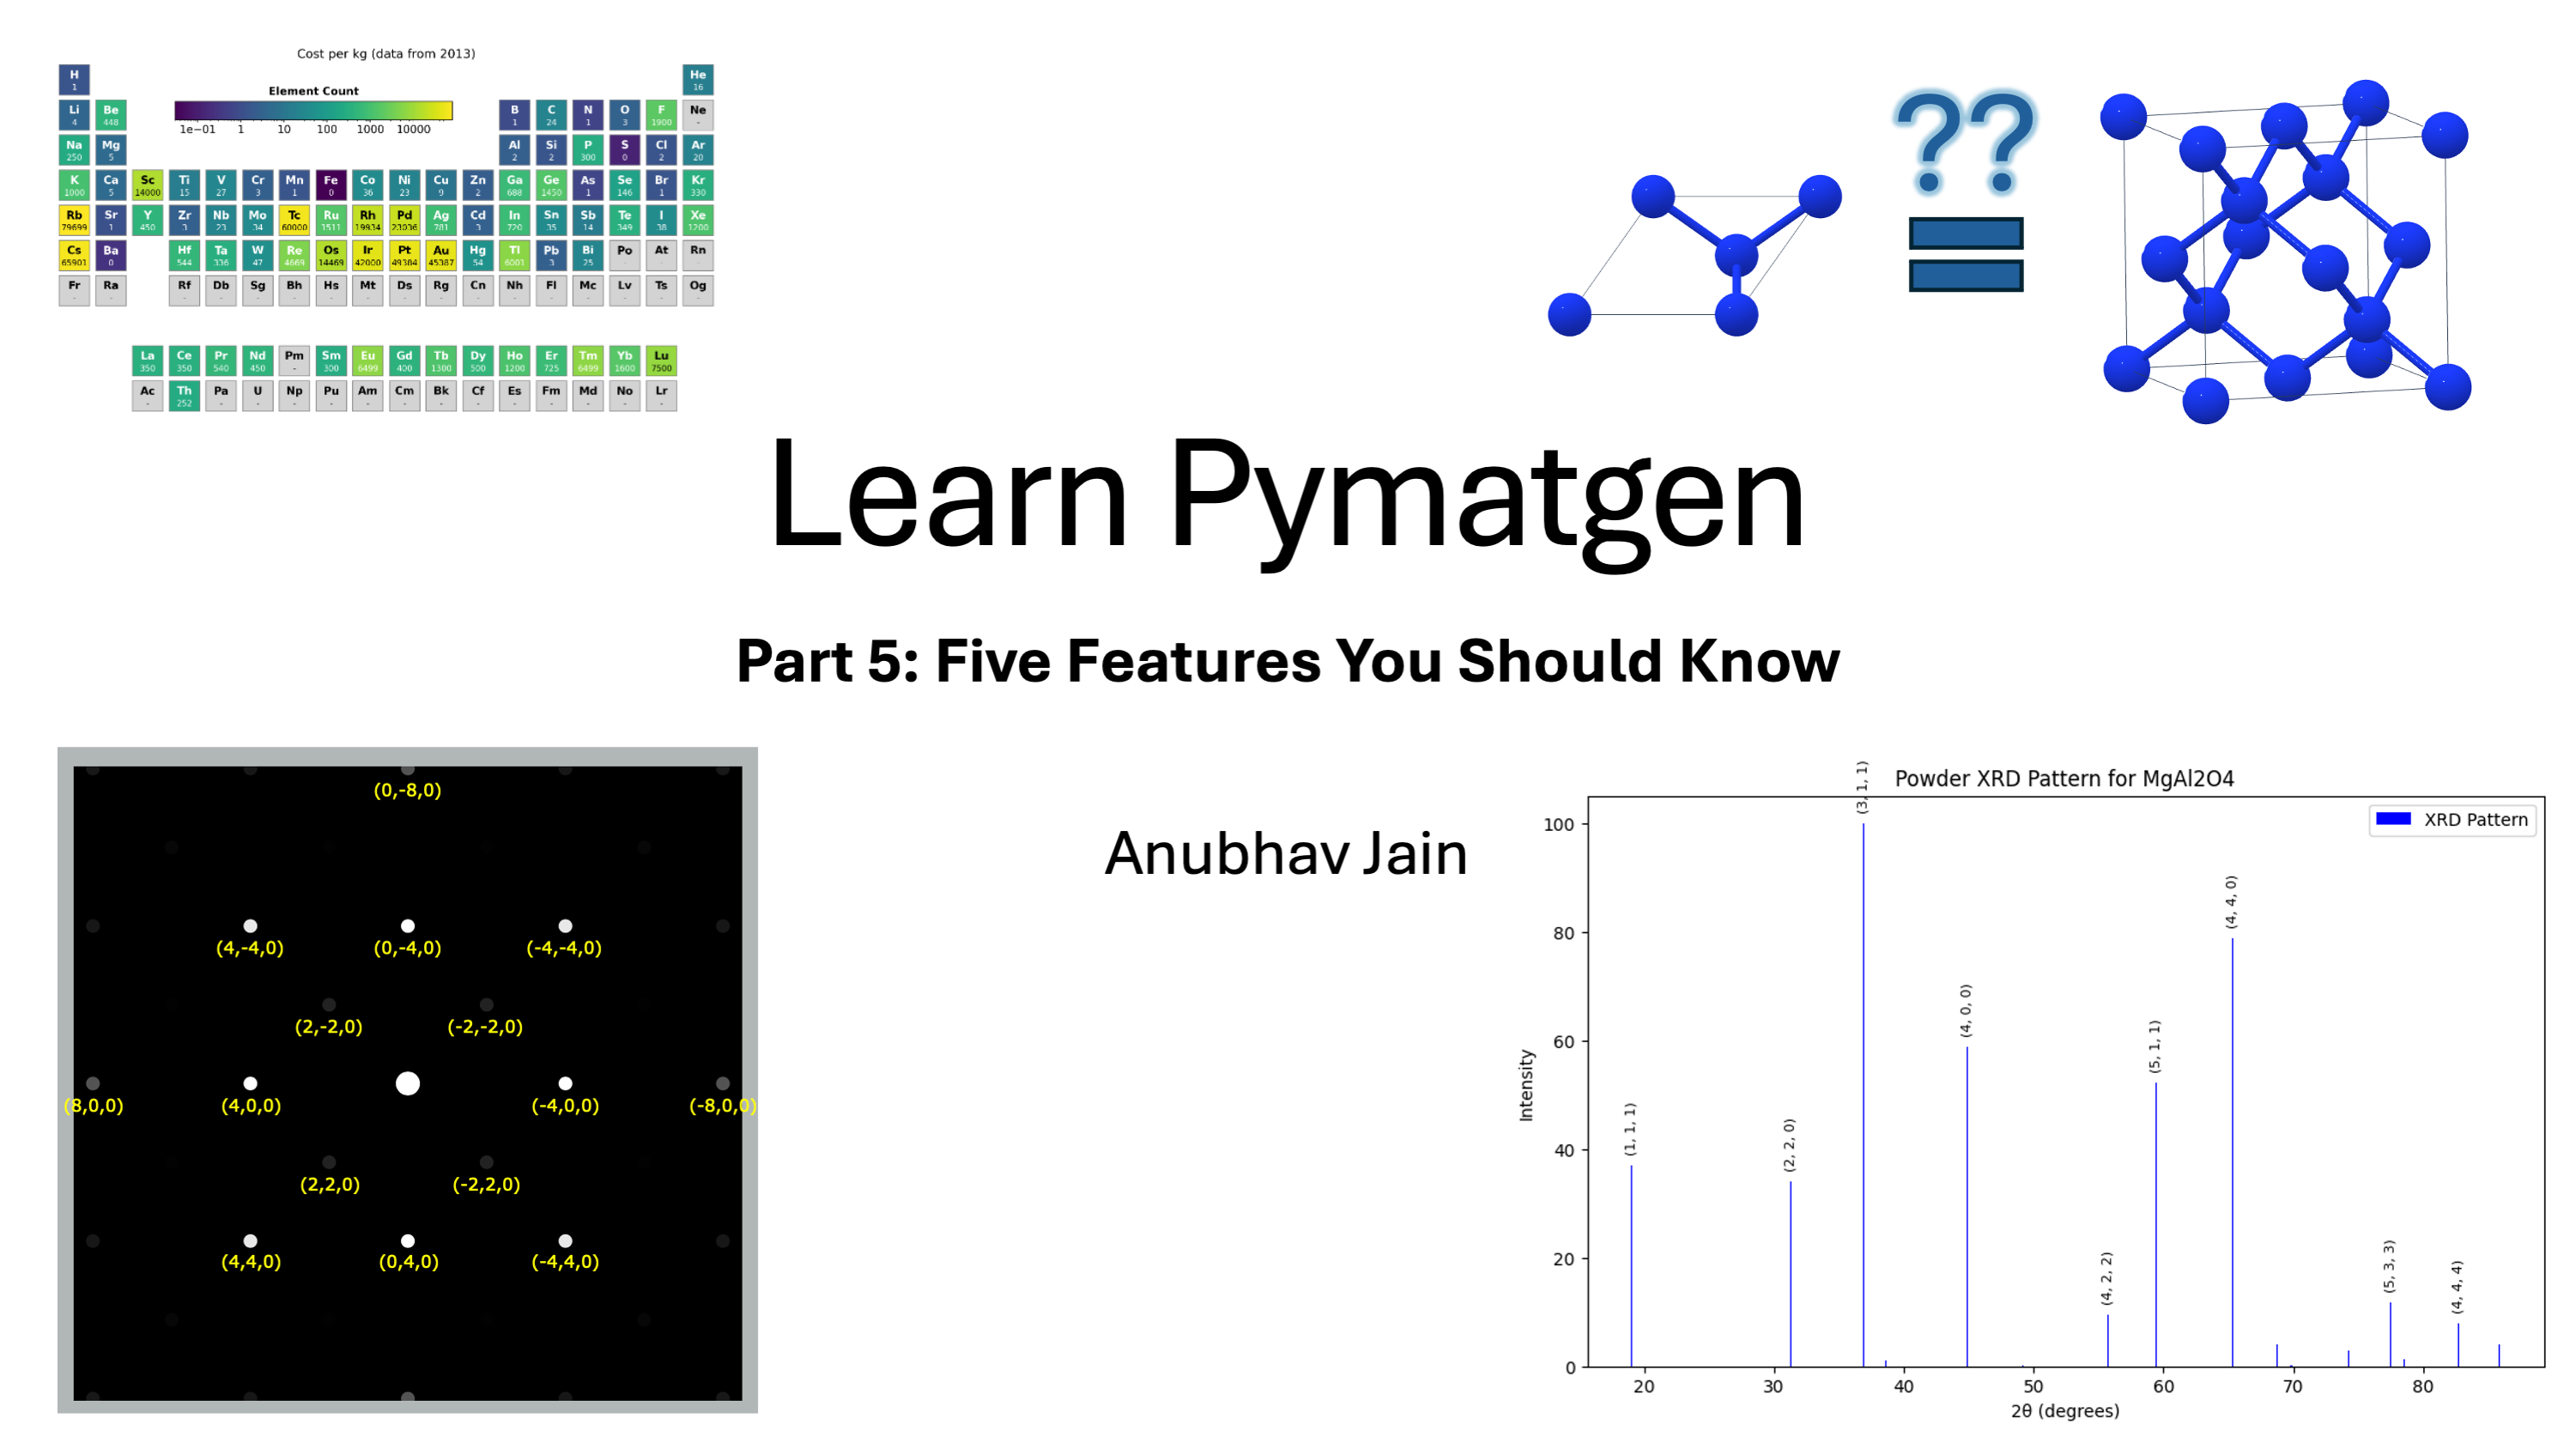 Cost per kg (data from 2013)
Element Count
1e−01 1 10 100 1000 10000
H He
1 16
Li Be B C N O F Ne
4 448 1 24 1 3 1900 -
Na Mg Al Si P S Cl Ar
250 5 2 2 300 0 2 20
K Ca Sc Ti V Cr Mn Fe Co Ni Cu Zn Ga Ge As Se Br Kr
1000 5 14000 15 27 3 1 0 36 23 9 2 688 1450 1 146 1 330
Rb Sr Y Zr Nb Mo Tc Ru Rh Pd Ag Cd In Sn Sb Te I Xe
79699 1 450 3 23 34 60000 1511 19934 23036 781 3 720 35 14 349 38 1200
Cs Ba Hf Ta W Re Os Ir Pt Au Hg Tl Pb Bi Po At Rn
65901 0 544 336 47 4669 14469 42000 49384 45387 54 6001 3 25 - - -
Fr Ra Rf Db Sg Bh Hs Mt Ds Rg Cn Nh Fl Mc Lv Ts Og
- - - - - - - - - - - - - - - - -
La Ce Pr Nd Pm Sm Eu Gd Tb Dy Ho Er Tm Yb Lu
350 350 540 450 - 300 6499 400 1300 500 1200 725 6499 1600 7500
Ac Th Pa U Np Pu Am Cm Bk Cf Es Fm Md No Lr
- 252 - - - - - - - - - - - - -
??
=
Learn Pymatgen
Part 5: Five Features You Should Know
Anubhav Jain
(0,-8,0)
(4,-4,0) (0,-4,0) (-4,-4,0)
(2,-2,0) (-2,-2,0)
(8,0,0) (4,0,0) (-4,0,0) (-8,0,0)
(2,2,0) (-2,2,0)
(4,4,0) (0,4,0) (-4,4,0)
Powder XRD Pattern for MgAl2O4
XRD Pattern
Intensity
100
80
60
40
20
0
(1, 1, 1)
(2, 2, 0)
(3, 1, 1)
(4, 0, 0)
(4, 2, 2)
(5, 1, 1)
(4, 4, 0)
(5, 3, 3)
(4, 4, 4)
20 30 40 50 60 70 80
2θ (degrees)